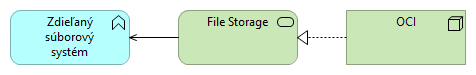 Zdieľaný
súborový
systém
File Storage
OCI